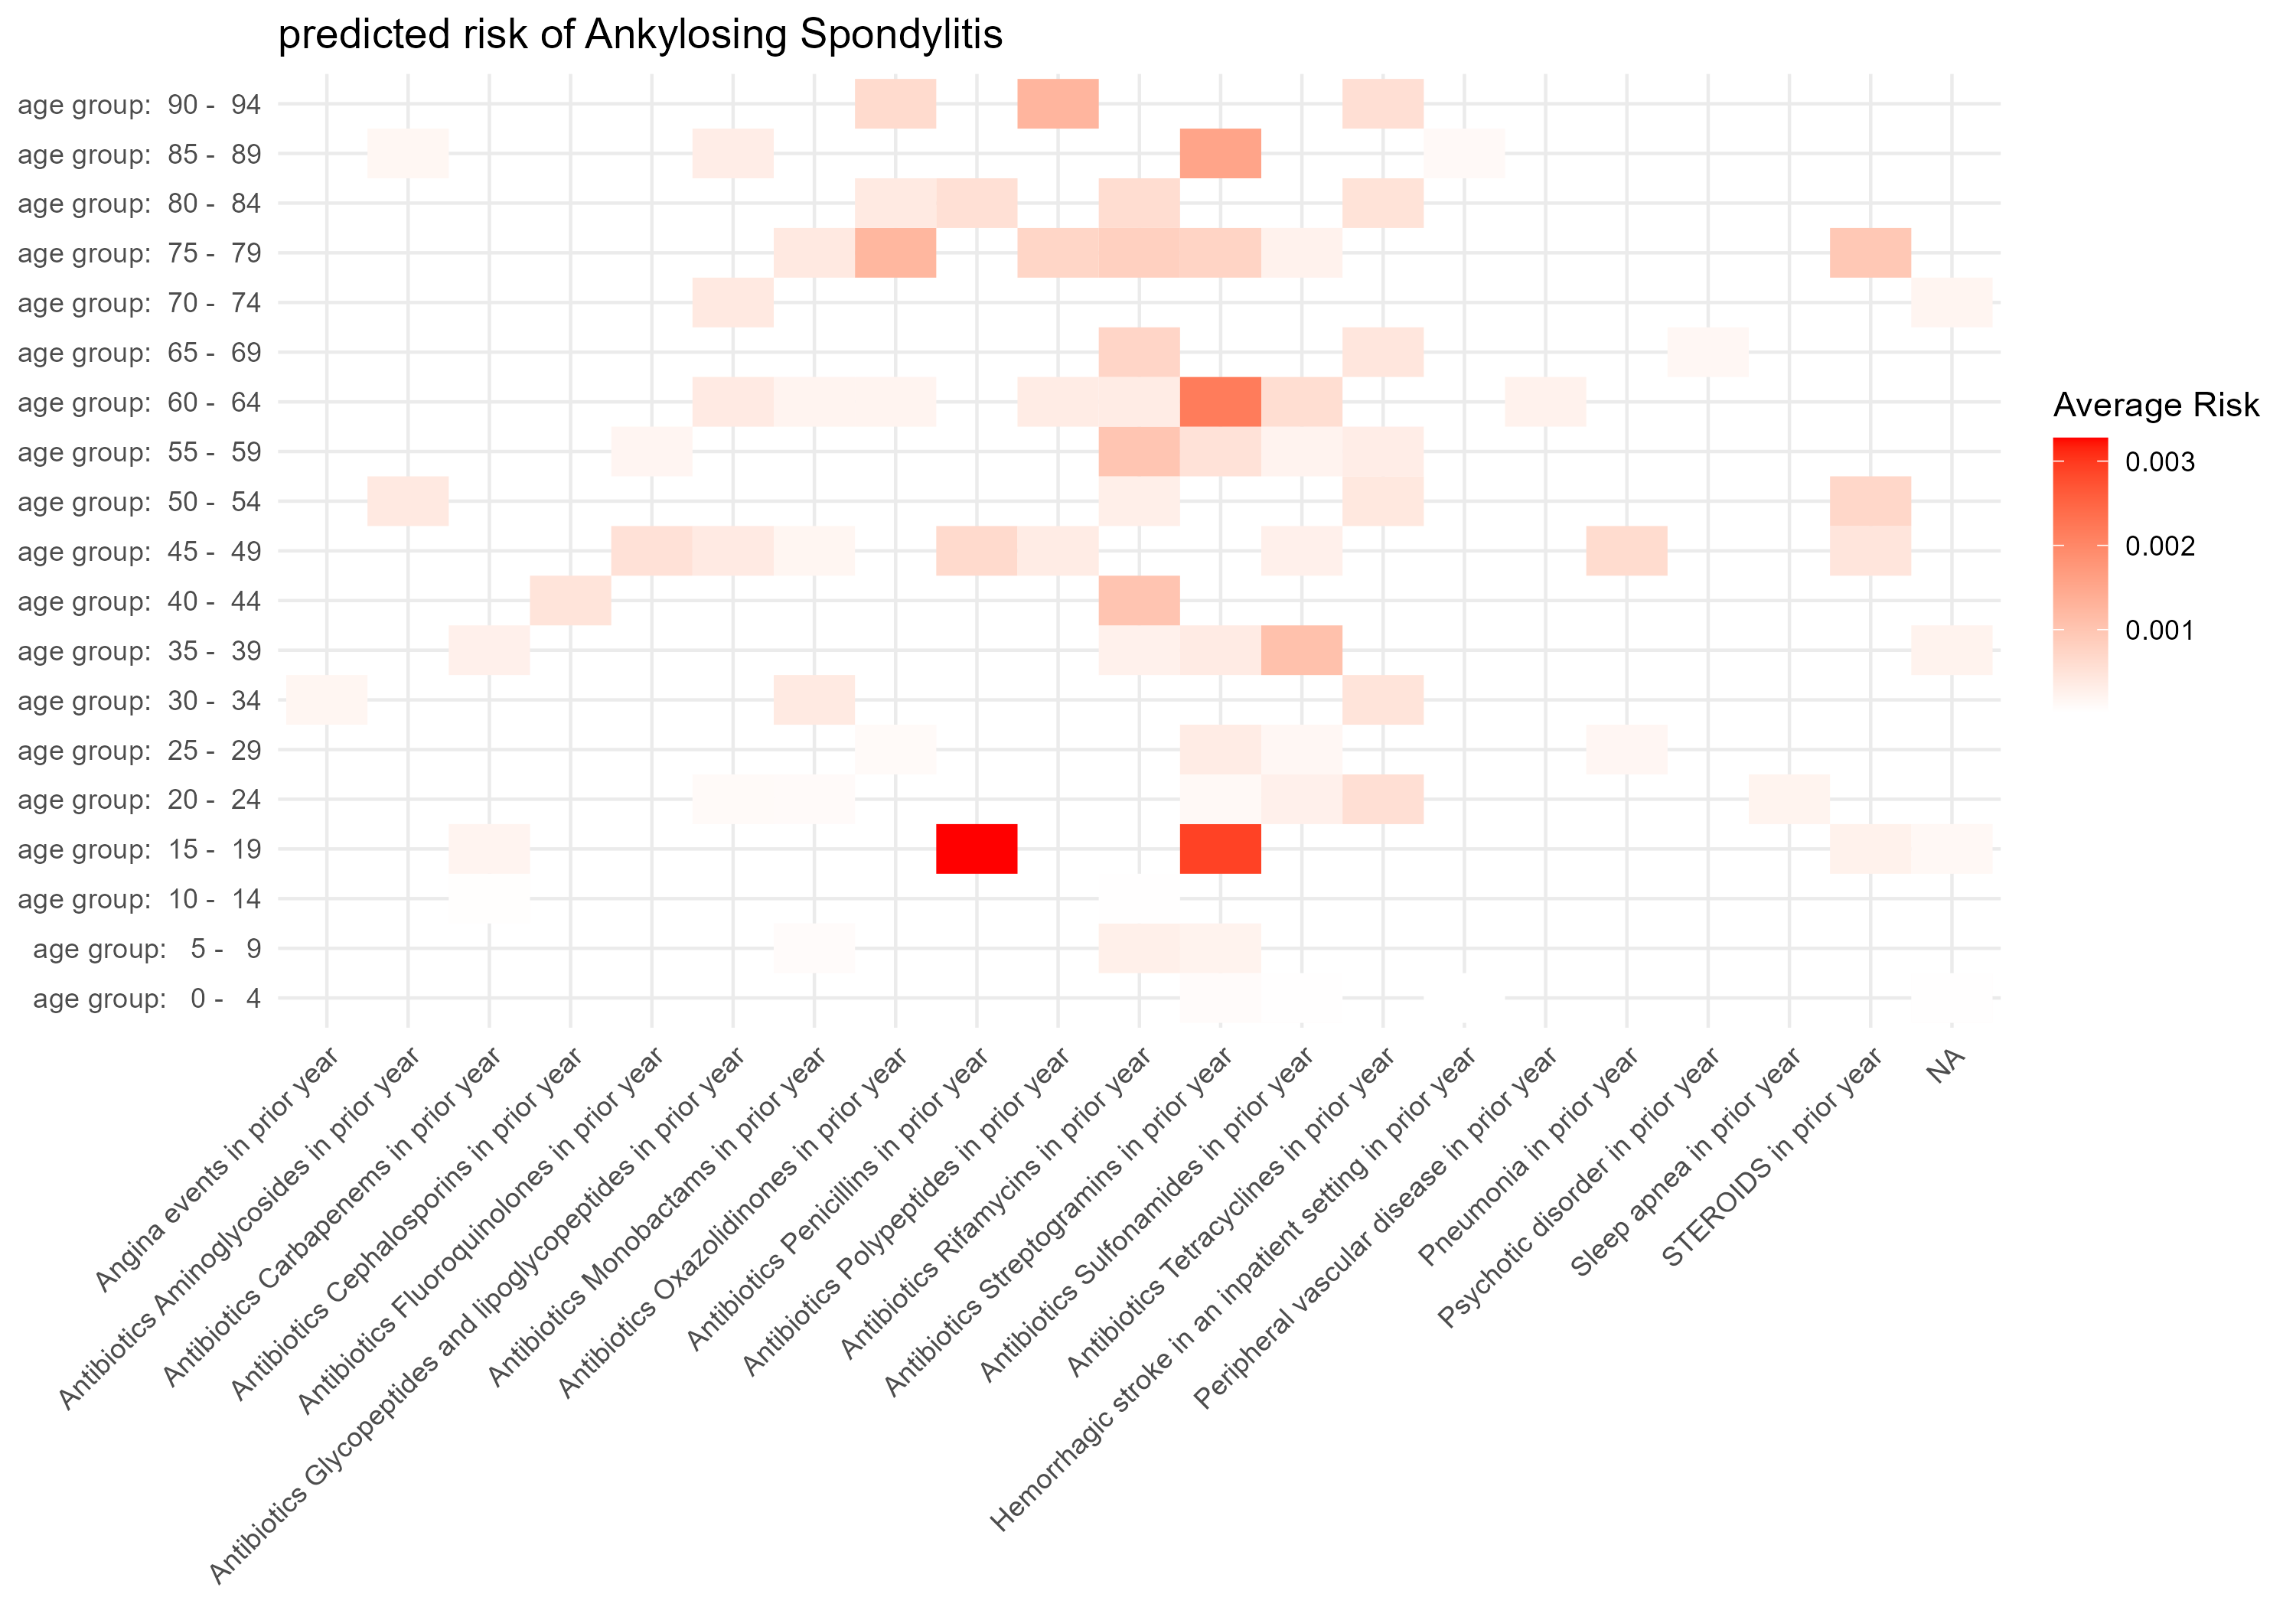 predicted risk of Ankylosing Spondylitis
age group:  90 -  94
age group:  85 -  89
age group:  80 -  84
age group:  75 -  79
age group:  70 -  74
age group:  65 -  69
age group:  60 -  64
age group:  55 -  59
age group:  50 -  54
age group:  45 -  49
age group:  40 -  44
age group:  35 -  39
age group:  30 -  34
age group:  25 -  29
age group:  20 -  24
age group:  15 -  19
age group:  10 -  14
age group:   5 -   9
age group:   0 -   4
Angina events in prior year
Antibiotics Aminoglycosides in prior year
Antibiotics Carbapenems in prior year
Antibiotics Cephalosporins in prior year
Antibiotics Fluoroquinolones in prior year
Antibiotics Glycopeptides and lipoglycopeptides in prior year
Antibiotics Monobactams in prior year
Antibiotics Oxazolidinones in prior year
Antibiotics Penicillins in prior year
Antibiotics Polypeptides in prior year
Antibiotics Rifamycins in prior year
Antibiotics Streptogramins in prior year
Antibiotics Sulfonamides in prior year
Antibiotics Tetracyclines in prior year
Hemorrhagic stroke in an inpatient setting in prior year
Peripheral vascular disease in prior year
Pneumonia in prior year
Psychotic disorder in prior year
Sleep apnea in prior year
STEROIDS in prior year
NA
Average Risk
0.003
0.002
0.001